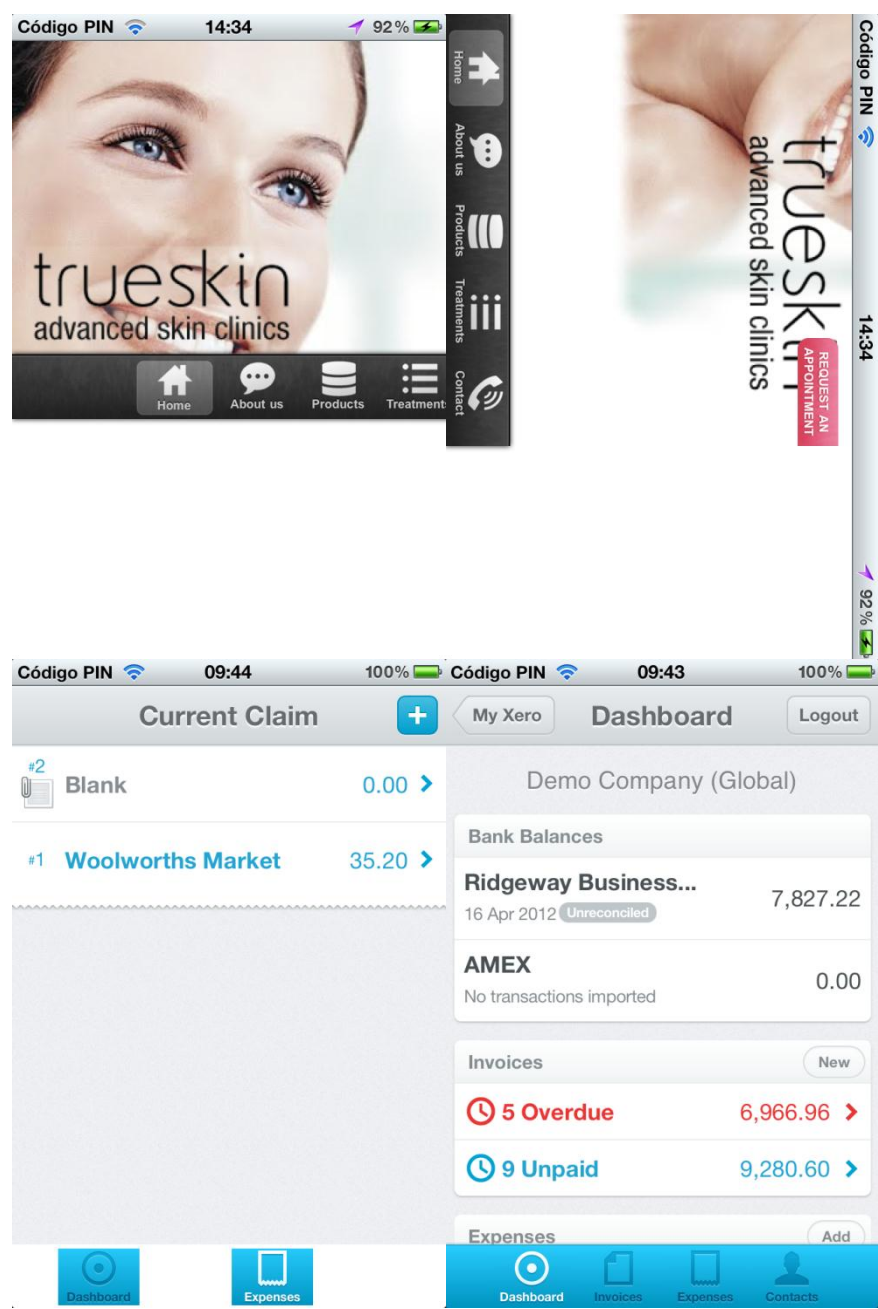 Código PIN 14:34 92%
trueskin
advanced skin clinics
Home About us Products Treatment
Código PIN 14:34 92%
trueskin
advanced skin clinics
REQUEST AN
APPOINTMENT
Home About us Products Treatments Contact
Código PIN 09:44 100%
Current Claim +
#2
Blank 0.00
#1 Woolworths Market 35.20
Dashboard Expenses
Código PIN 09:43 100%
My Xero Dashboard Logout
Demo Company (Global)
Bank Balances
Ridgeway Business... 7,827.22
16 Apr 2012 Unreconciled
AMEX 0.00
No transactions imported
Invoices New
5 Overdue 6,966.96
9 Unpaid 9,280.60
Expenses Add
Dashboard Invoices Expenses Contacts